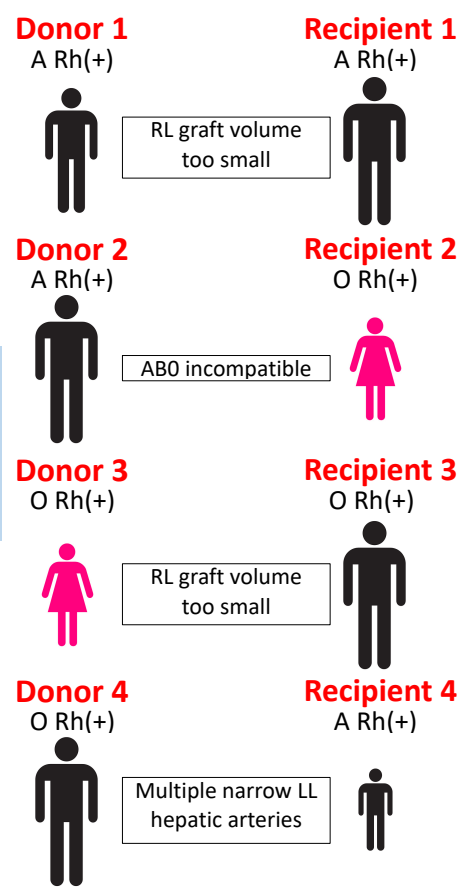 Donor 1 Recipient 1
A Rh(+) A Rh(+)
RL graft volume
too small
Donor 2 Recipient 2
A Rh(+) O Rh(+)
AB0 incompatible
Donor 3 Recipient 3
O Rh(+) O Rh(+)
RL graft volume
too small
Donor 4 Recipient 4
O Rh(+) A Rh(+)
Multiple narrow LL
hepatic arteries